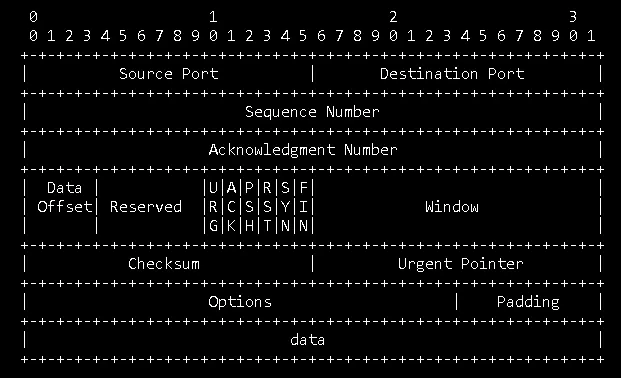 0                   1                   2                   3
 0 1 2 3 4 5 6 7 8 9 0 1 2 3 4 5 6 7 8 9 0 1 2 3 4 5 6 7 8 9 0 1
+-+-+-+-+-+-+-+-+-+-+-+-+-+-+-+-+-+-+-+-+-+-+-+-+-+-+-+-+-+-+-+-+
|          Source Port          |       Destination Port        |
+-+-+-+-+-+-+-+-+-+-+-+-+-+-+-+-+-+-+-+-+-+-+-+-+-+-+-+-+-+-+-+-+
|                        Sequence Number                        |
+-+-+-+-+-+-+-+-+-+-+-+-+-+-+-+-+-+-+-+-+-+-+-+-+-+-+-+-+-+-+-+-+
|                    Acknowledgment Number                      |
+-+-+-+-+-+-+-+-+-+-+-+-+-+-+-+-+-+-+-+-+-+-+-+-+-+-+-+-+-+-+-+-+
|  Data |           |U|A|P|R|S|F|                               |
| Offset| Reserved  |R|C|S|S|Y|I|            Window             |
|       |           |G|K|H|T|N|N|                               |
+-+-+-+-+-+-+-+-+-+-+-+-+-+-+-+-+-+-+-+-+-+-+-+-+-+-+-+-+-+-+-+-+
|           Checksum            |         Urgent Pointer        |
+-+-+-+-+-+-+-+-+-+-+-+-+-+-+-+-+-+-+-+-+-+-+-+-+-+-+-+-+-+-+-+-+
|                    Options                    |    Padding    |
+-+-+-+-+-+-+-+-+-+-+-+-+-+-+-+-+-+-+-+-+-+-+-+-+-+-+-+-+-+-+-+-+
|                             data                              |
+-+-+-+-+-+-+-+-+-+-+-+-+-+-+-+-+-+-+-+-+-+-+-+-+-+-+-+-+-+-+-+-+